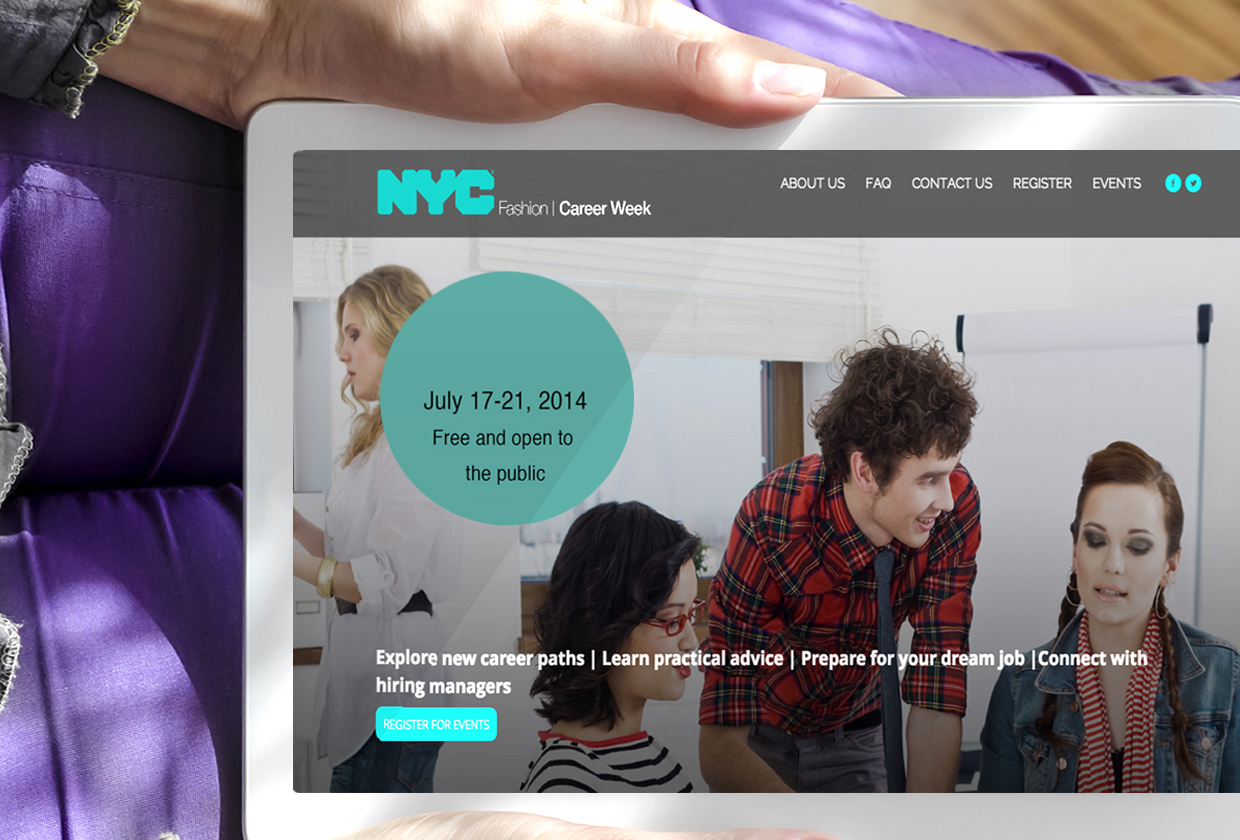 NYC Fashion | Career Week
ABOUT US FAQ CONTACT US REGISTER EVENTS
July 17-21, 2014
Free and open to
the public
Explore new career paths | Learn practical advice | Prepare for your dream job |Connect with
hiring managers
REGISTER FOR EVENTS